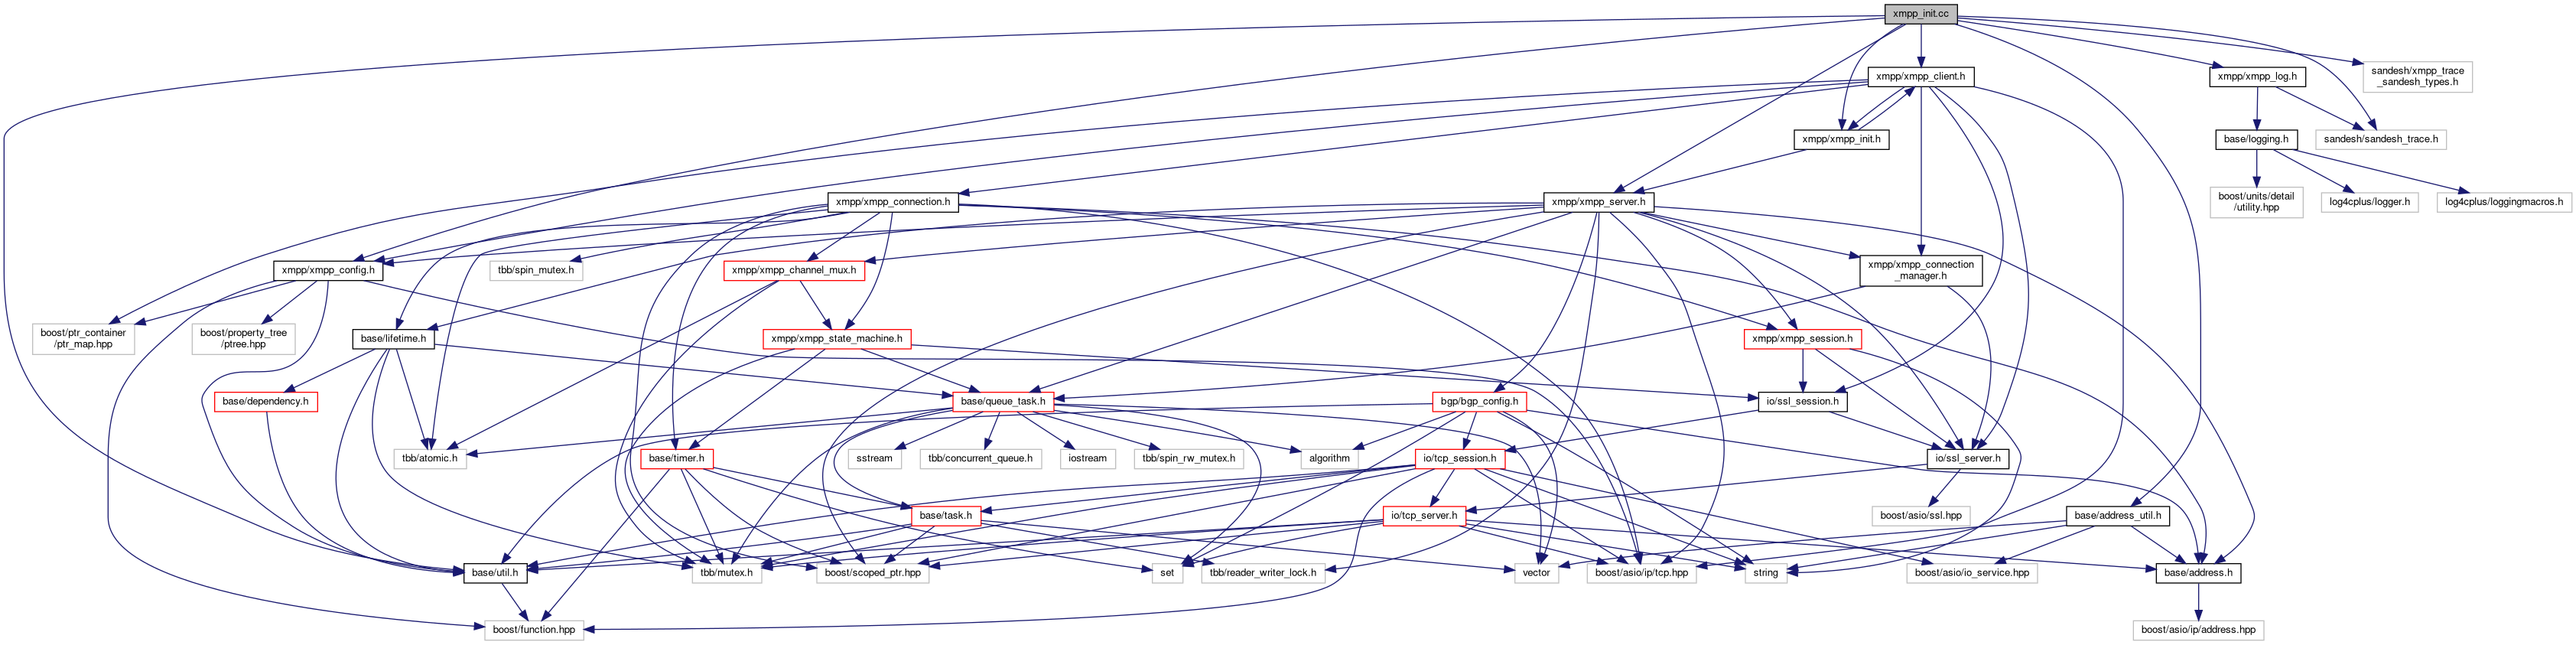 xmpp_init.cc
xmpp/xmpp_client.h
xmpp/xmpp_log.h
sandesh/xmpp_trace
_sandesh_types.h
xmpp/xmpp_init.h
base/logging.h
sandesh/sandesh_trace.h
xmpp/xmpp_connection.h
xmpp/xmpp_server.h
boost/units/detail
/utility.hpp
log4cplus/logger.h
log4cplus/loggingmacros.h
xmpp/xmpp_config.h
tbb/spin_mutex.h
xmpp/xmpp_channel_mux.h
xmpp/xmpp_connection
_manager.h
boost/ptr_container
/ptr_map.hpp
boost/property_tree
/ptree.hpp
base/lifetime.h
xmpp/xmpp_state_machine.h
xmpp/xmpp_session.h
base/dependency.h
base/queue_task.h
bgp/bgp_config.h
io/ssl_session.h
tbb/atomic.h
base/timer.h
sstream
tbb/concurrent_queue.h
iostream
tbb/spin_rw_mutex.h
algorithm
io/tcp_session.h
io/ssl_server.h
base/task.h
io/tcp_server.h
boost/asio/ssl.hpp
base/address_util.h
base/util.h
tbb/mutex.h
boost/scoped_ptr.hpp
set
tbb/reader_writer_lock.h
vector
boost/asio/ip/tcp.hpp
string
boost/asio/io_service.hpp
base/address.h
boost/function.hpp
boost/asio/ip/address.hpp